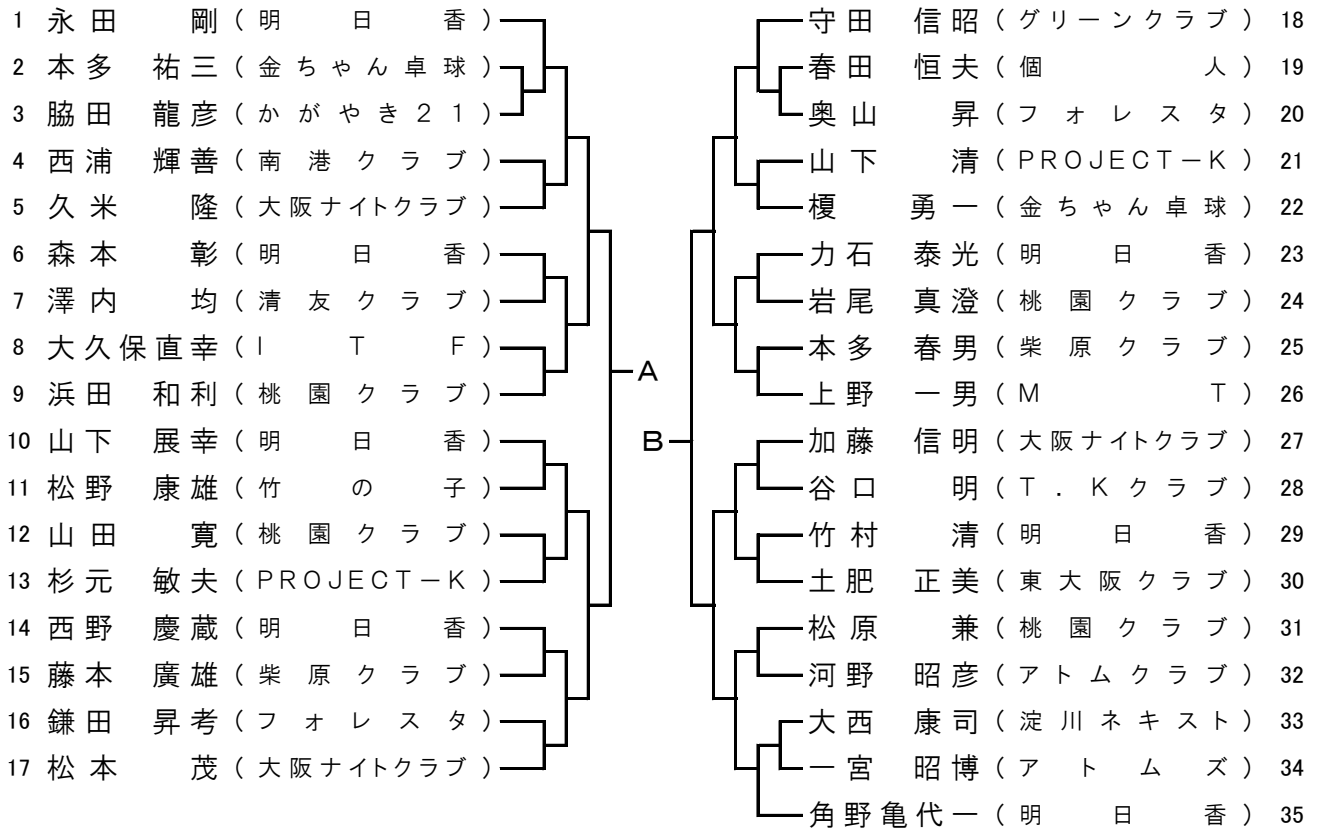 1 永田 剛（明日香）
2 本多 祐三（金ちゃん卓球）
3 脇田 龍彦（かがやき２１）
4 西浦 輝善（南港クラブ）
5 久米 隆（大阪ナイトクラブ）
6 森本 彰（明日香）
7 澤内 均（清友クラブ）
8 大久保直幸（ＩＴＦ）
9 浜田 和利（桃園クラブ）
10 山下 展幸（明日香）
11 松野 康雄（竹の子）
12 山田 寛（桃園クラブ）
13 杉元 敏夫（ＰＲＯＪＥＣＴ－Ｋ）
14 西野 慶蔵（明日香）
15 藤本 廣雄（柴原クラブ）
16 鎌田 昇考（フォレスタ）
17 松本 茂（大阪ナイトクラブ）
A
B
守田 信昭（グリーンクラブ） 18
春田 恒夫（個人） 19
奥山 昇（フォレスタ） 20
山下 清（ＰＲＯＪＥＣＴ－Ｋ） 21
榎 勇一（金ちゃん卓球） 22
力石 泰光（明日香） 23
岩尾 真澄（桃園クラブ） 24
本多 春男（柴原クラブ） 25
上野 一男（ＭＴ） 26
加藤 信明（大阪ナイトクラブ） 27
谷口 明（Ｔ．Ｋクラブ） 28
竹村 清（明日香） 29
土肥 正美（東大阪クラブ） 30
松原 兼（桃園クラブ） 31
河野 昭彦（アトムクラブ） 32
大西 康司（淀川ネキスト） 33
一宮 昭博（アトムズ） 34
角野亀代一（明日香） 35